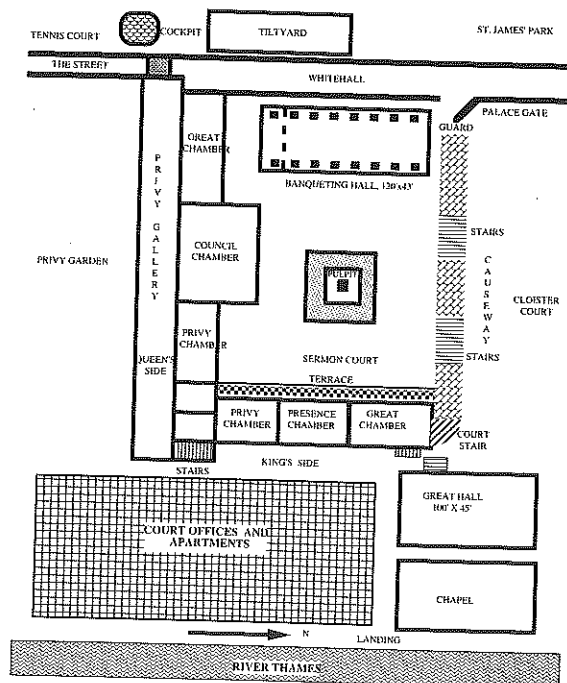 TENNIS COURT
COCKPIT
TILTYARD
ST. JAMES' PARK
THE STREET
WHITEHALL
PALACE GATE
GREAT
CHAMBER
GUARD
BANQUETING HALL, 120'x43'
PRIVY GALLERY
STAIRS
COUNCIL
CHAMBER
PRIVY GARDEN
PULPIT
CAUSEWAY
CLOISTER
COURT
PRIVY
CHAMBER
QUEEN'S
SIDE
SERMON COURT
STAIRS
TERRACE
PRIVY
CHAMBER
PRESENCE
CHAMBER
GREAT
CHAMBER
COURT
STAIR
STAIRS
KING'S SIDE
GREAT HALL
100' X 45'
COURT OFFICES AND
APARTMENTS
CHAPEL
N
LANDING
RIVER THAMES